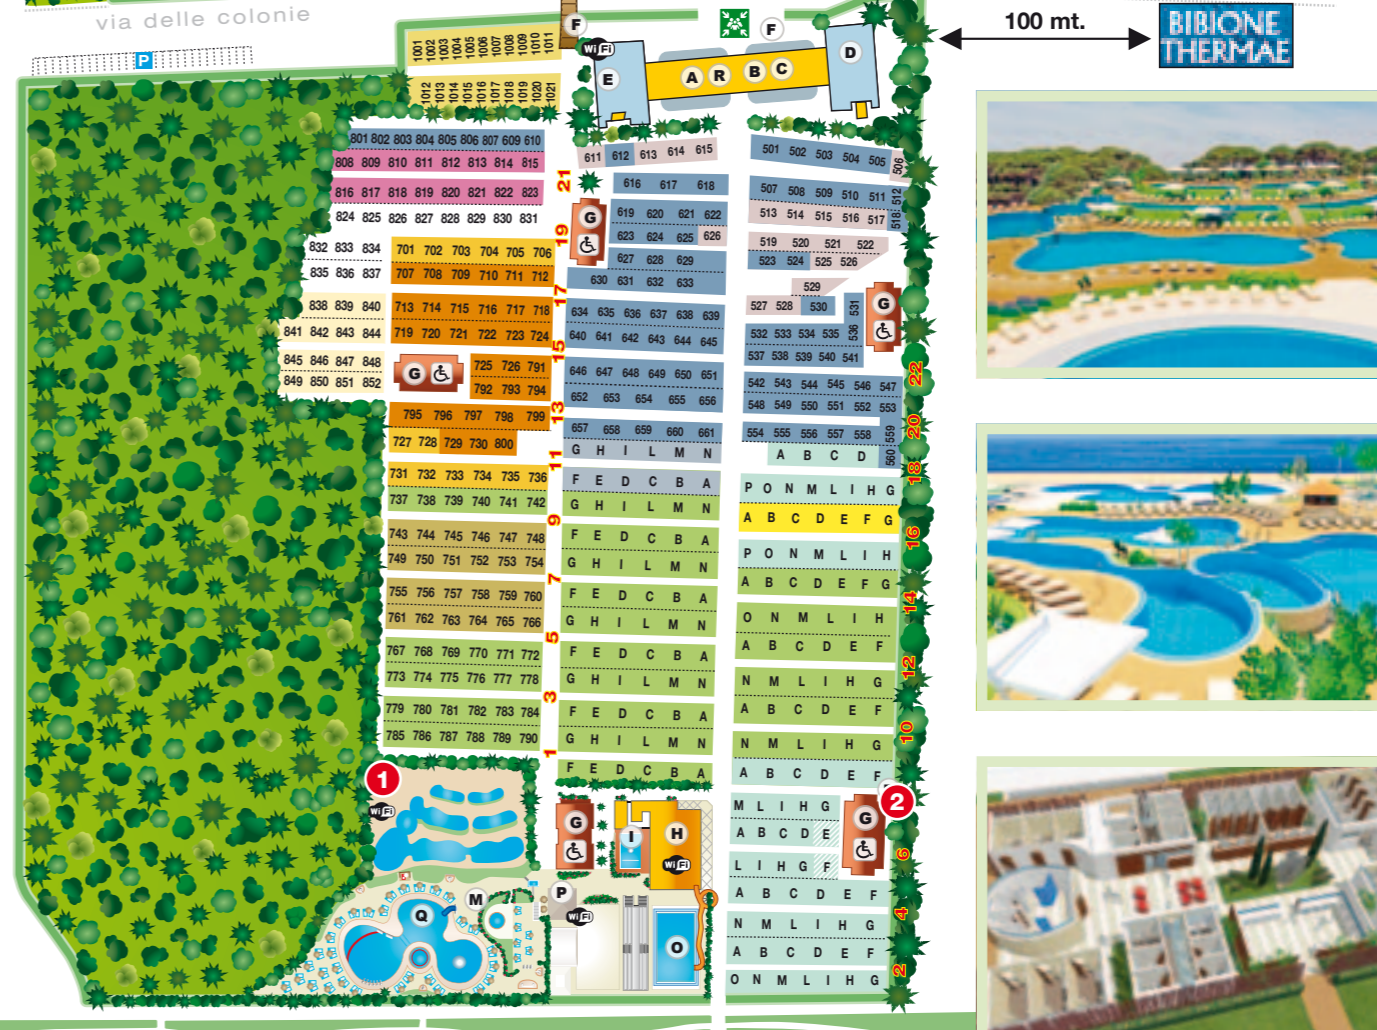 via delle colonie
P
F
F
100 mt.
BIBIONE
THERMAE
1001 1002 1003 1004 1005 1006 1007 1008 1009 1010 1011
1012 1013 1014 1015 1016 1017 1018 1019 1020 1021
WiFi
E
A R B C
D
801 802 803 804 805 806 807 609 610
808 809 810 811 812 813 814 815
816 817 818 819 820 821 822 823
824 825 826 827 828 829 830 831
832 833 834
835 836 837
838 839 840
841 842 843 844
845 846 847 848
849 850 851 852
701 702 703 704 705 706
707 708 709 710 711 712
713 714 715 716 717 718
719 720 721 722 723 724
G
725 726 791
792 793 794
795 796 797 798 799
727 728 729 730 800
731 732 733 734 735 736
737 738 739 740 741 742
743 744 745 746 747 748
749 750 751 752 753 754
755 756 757 758 759 760
761 762 763 764 765 766
767 768 769 770 771 772
773 774 775 776 777 778
779 780 781 782 783 784
785 786 787 788 789 790
21
19
17
15
13
11
9
7
5
3
1
611 612 613 614 615
616 617 618
G
619 620 621 622
623 624 625 626
627 628 629
630 631 632 633
634 635 636 637 638 639
640 641 642 643 644 645
646 647 648 649 650 651
652 653 654 655 656
657 658 659 660 661
G H I L M N
F E D C B A
G H I L M N
F E D C B A
G H I L M N
F E D C B A
G H I L M N
F E D C B A
G H I L M N
F E D C B A
G H I L M N
F E D C B A
501 502 503 504 505 506
507 508 509 510 511 512
513 514 515 516 517 518
519 520 521 522
523 524 525 526
529
527 528 530 531
G
532 533 534 535 536
537 538 539 540 541
542 543 544 545 546 547
548 549 550 551 552 553
554 555 556 557 558 559
A B C D 560
P O N M L I H G
A B C D E F G
P O N M L I H
A B C D E F G
O N M L I H
A B C D E F
N M L I H G
A B C D E F
N M L I H G
A B C D E F
M L I H G
A B C D E
L I H G F
A B C D E F
N M L I H G
A B C D E F
O N M L I H G
22
20
18
16
14
12
10
6
4
2
1
WiFi
2
G
G
I
H
WiFi
M
Q
P
WiFi
O